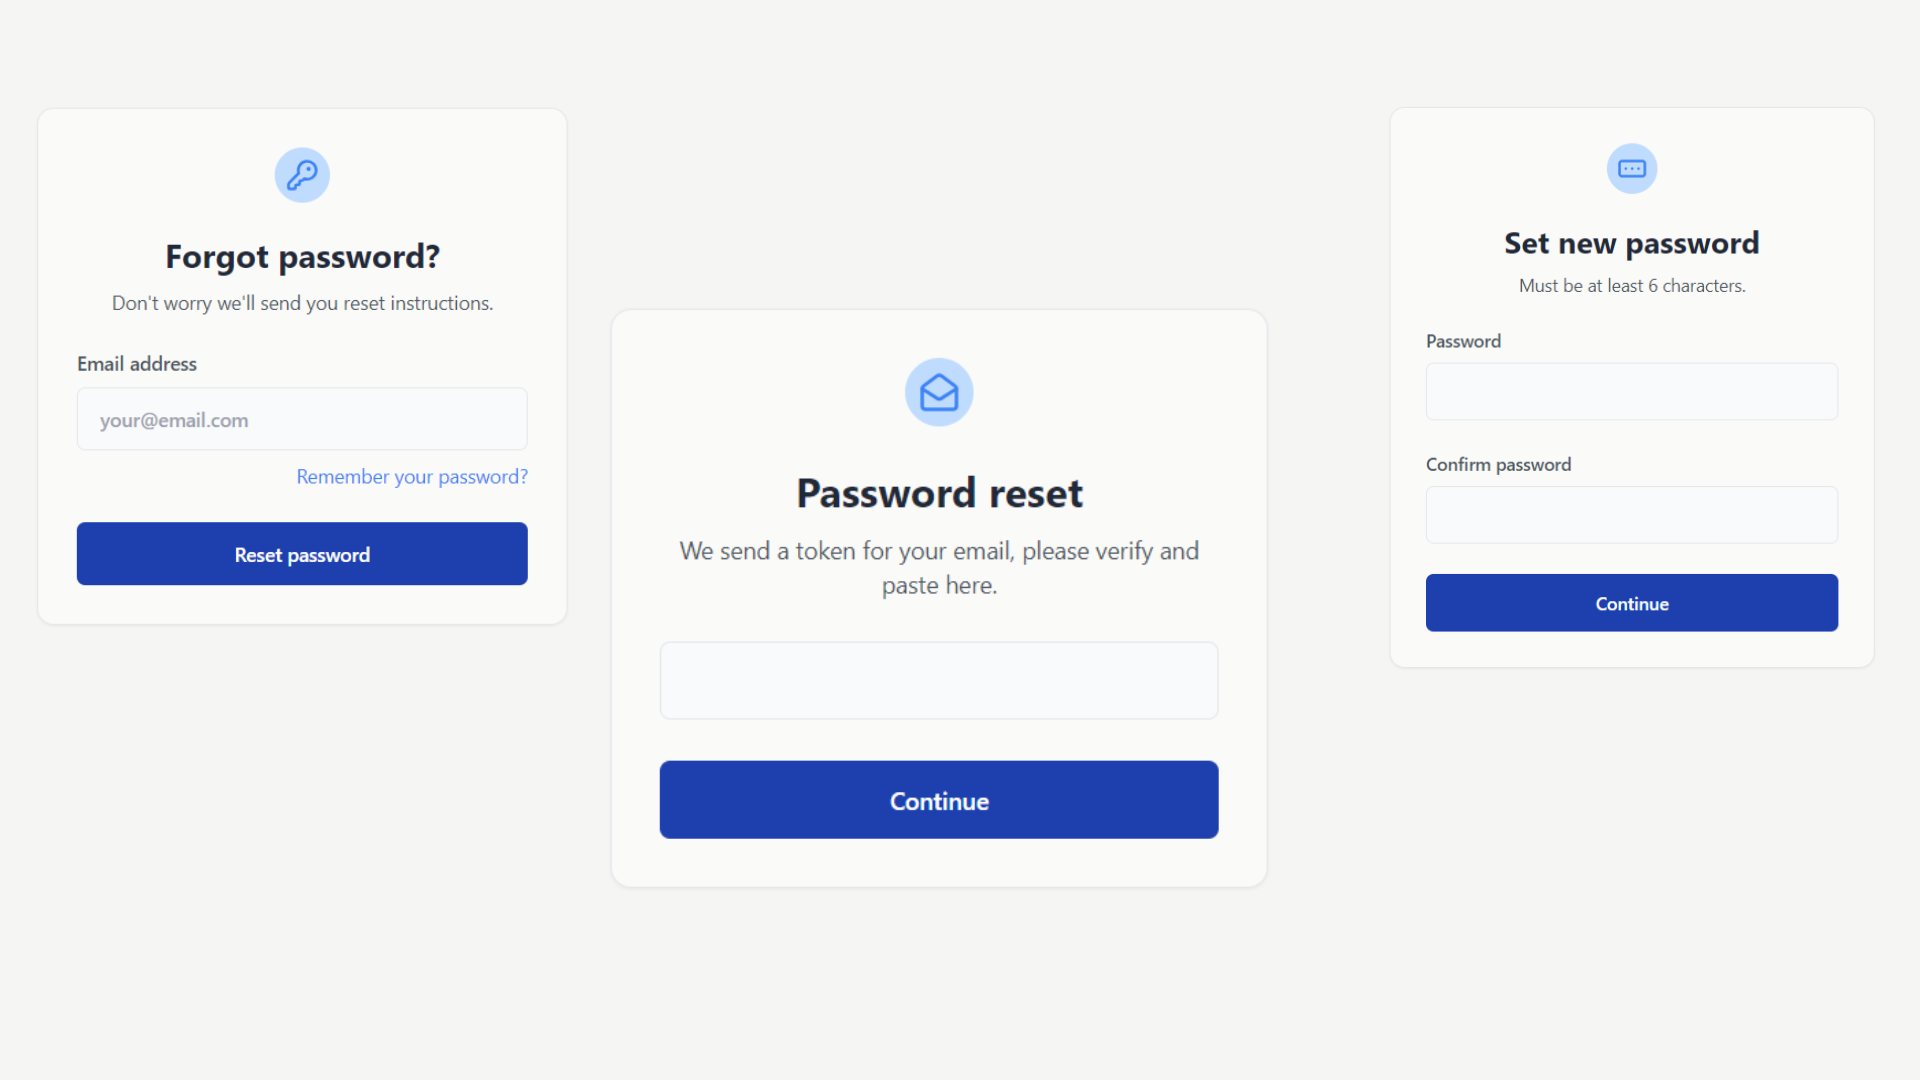 Forgot password?
Don't worry we'll send you reset instructions.
Email address
your@email.com
Remember your password?
Reset password
Password reset
We send a token for your email, please verify and
paste here.
Continue
Set new password
Must be at least 6 characters.
Password
Confirm password
Continue